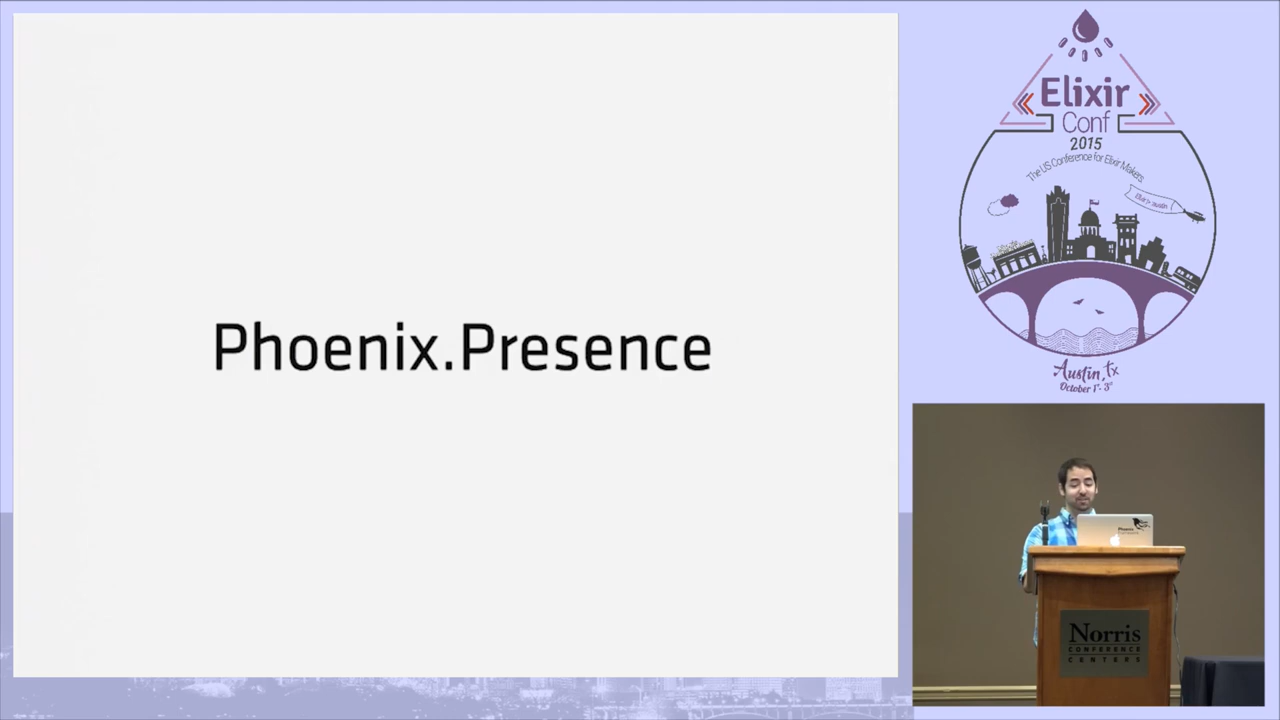 Phoenix.Presence
Elixir
Conf
2015
The US Conference for Elixir Makers
Austin, Tx
October 1st - 3rd
Phoenix
Norris
CONFERENCE
CENTERS